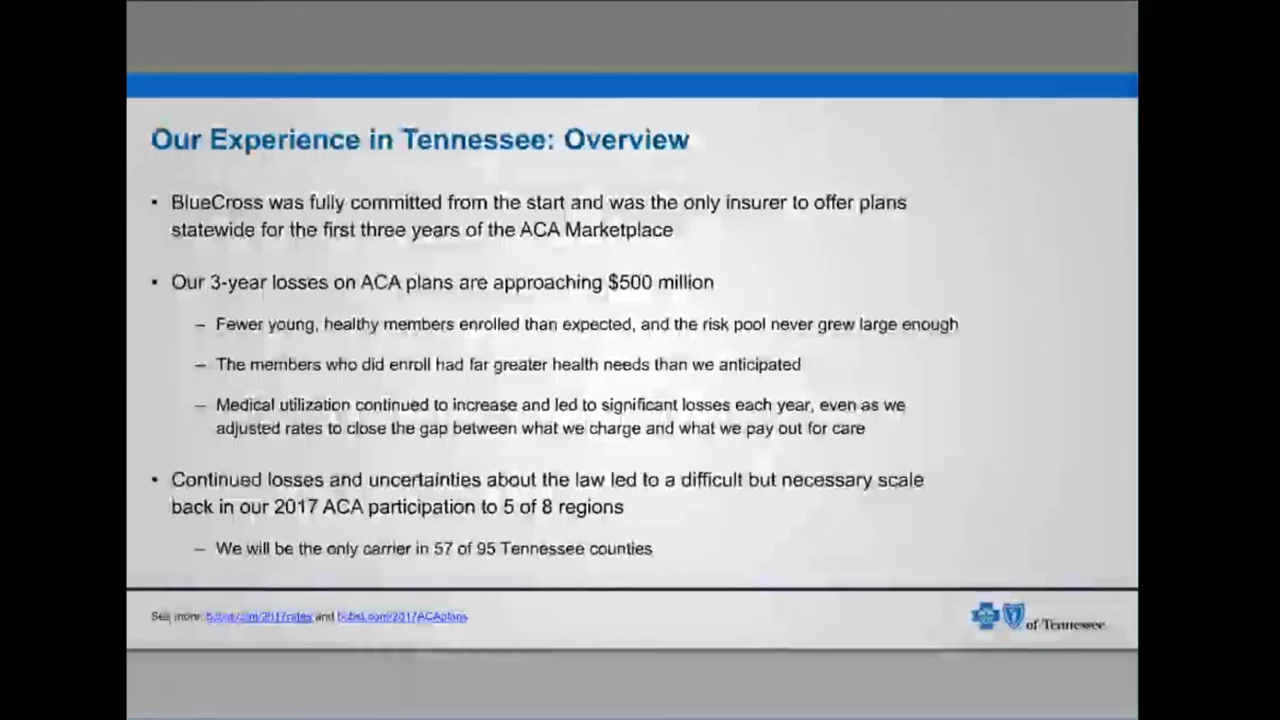 Our Experience in Tennessee: Overview
• BlueCross was fully committed from the start and was the only insurer to offer plans
statewide for the first three years of the ACA Marketplace
• Our 3-year losses on ACA plans are approaching $500 million
– Fewer young, healthy members enrolled than expected, and the risk pool never grew large enough
– The members who did enroll had far greater health needs than we anticipated
– Medical utilization continued to increase and led to significant losses each year, even as we
adjusted rates to close the gap between what we charge and what we pay out for care
• Continued losses and uncertainties about the law led to a difficult but necessary scale
back in our 2017 ACA participation to 5 of 8 regions
– We will be the only carrier in 57 of 95 Tennessee counties
See more: bcbst.com/2017rates and bcbst.com/2017ACAplans
of Tennessee